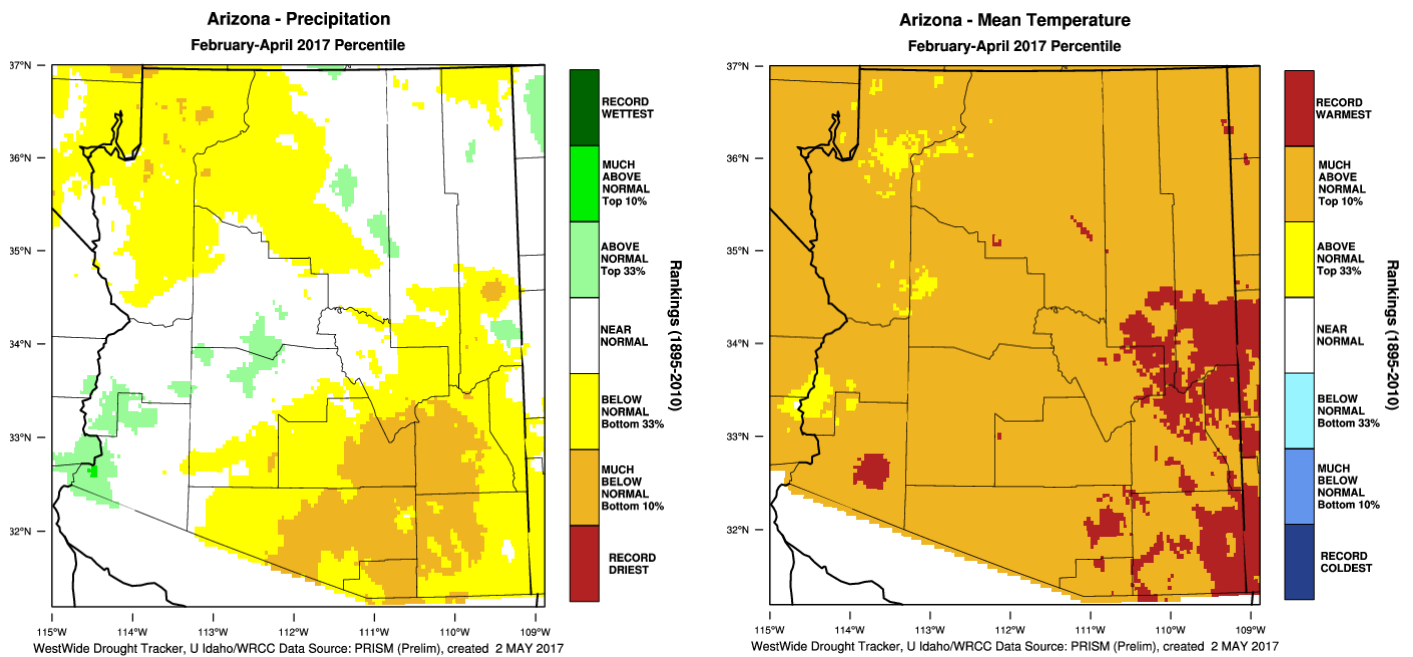 Arizona - Precipitation
February-April 2017 Percentile
37°N
36°N
35°N
34°N
33°N
32°N
115°W
114°W
113°W
112°W
111°W
110°W
109°W
RECORD
WETTEST
MUCH
ABOVE
NORMAL
Top 10%
ABOVE
NORMAL
Top 33%
NEAR
NORMAL
BELOW
NORMAL
Bottom 33%
MUCH
BELOW
NORMAL
Bottom 10%
RECORD
DRIEST
Rankings (1895-2010)
WestWide Drought Tracker, U Idaho/WRCC Data Source: PRISM (Prelim), created 2 MAY 2017
Arizona - Mean Temperature
February-April 2017 Percentile
37°N
36°N
35°N
34°N
33°N
32°N
115°W
114°W
113°W
112°W
111°W
110°W
109°W
RECORD
WARMEST
MUCH
ABOVE
NORMAL
Top 10%
ABOVE
NORMAL
Top 33%
NEAR
NORMAL
BELOW
NORMAL
Bottom 33%
MUCH
BELOW
NORMAL
Bottom 10%
RECORD
COLDEST
Rankings (1895-2010)
WestWide Drought Tracker, U Idaho/WRCC Data Source: PRISM (Prelim), created 2 MAY 2017